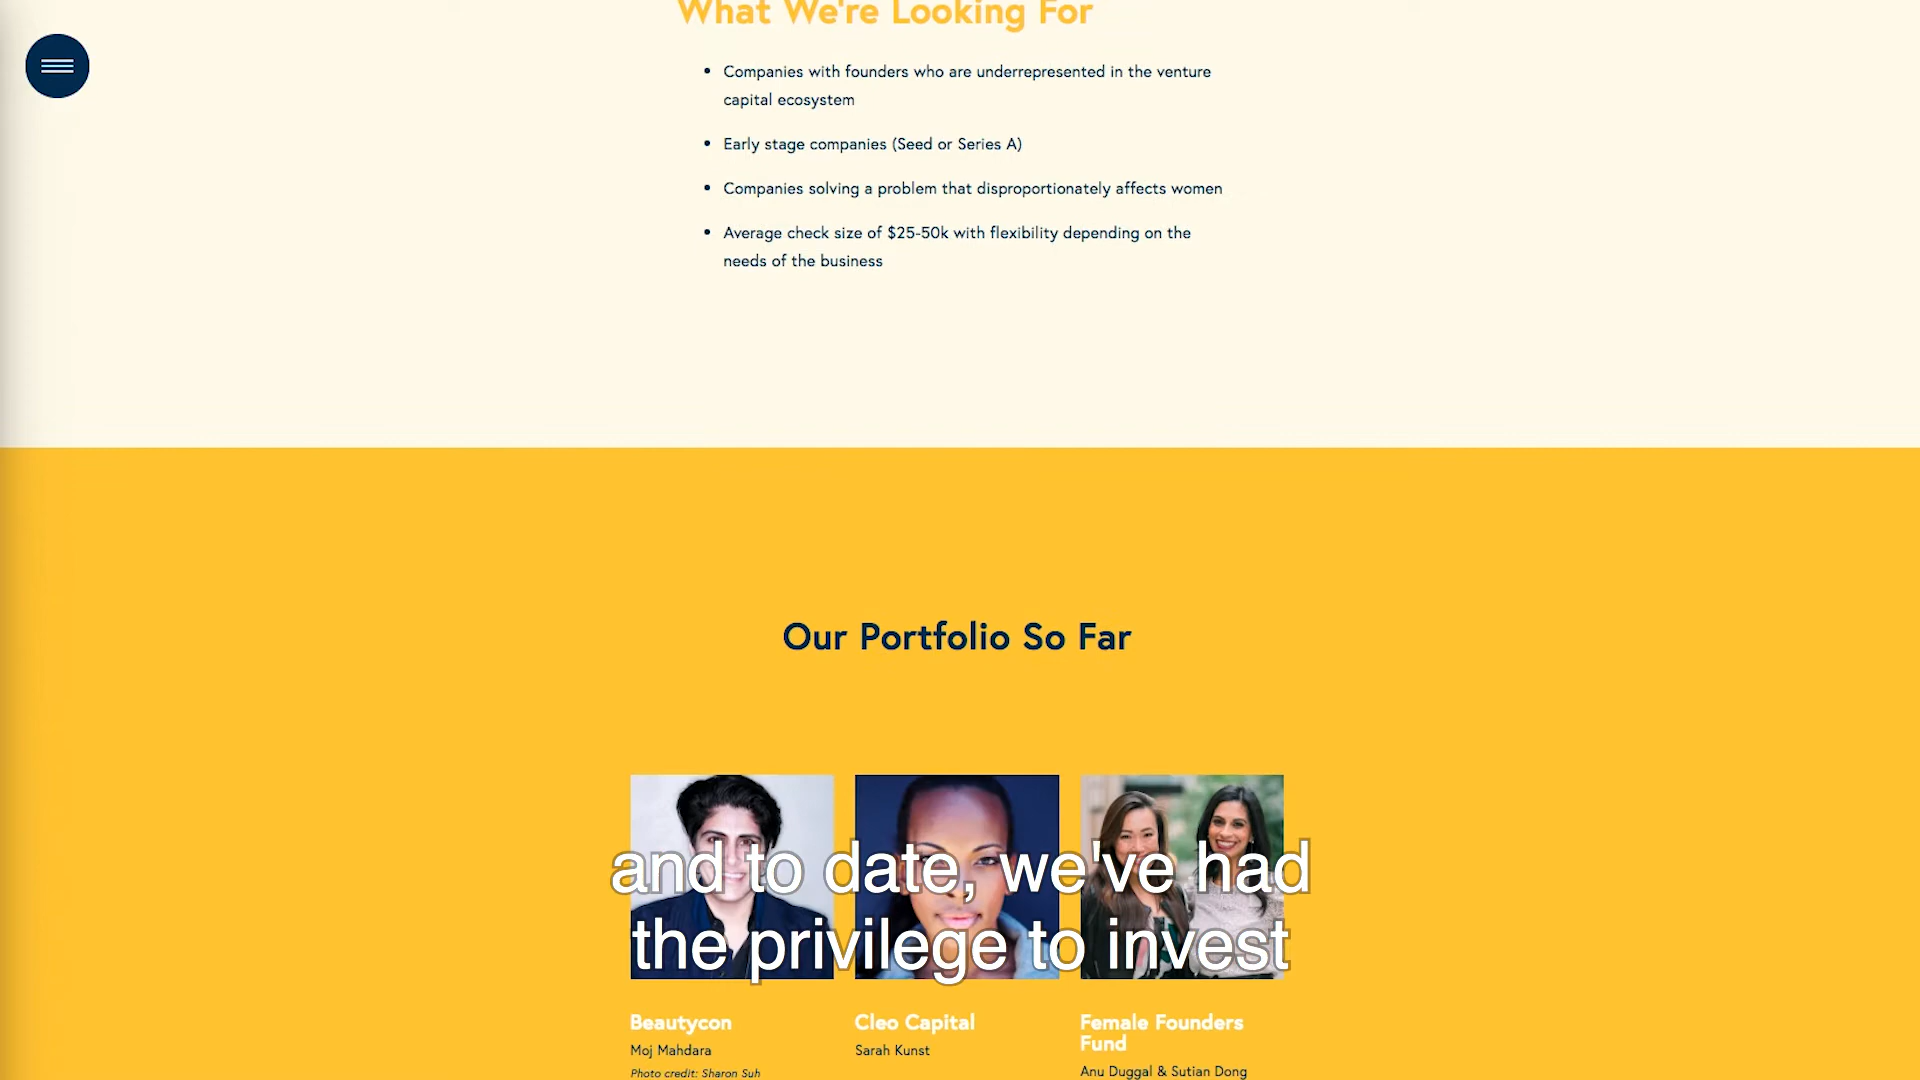 What We're Looking For
• Companies with founders who are underrepresented in the venture
capital ecosystem
• Early stage companies (Seed or Series A)
• Companies solving a problem that disproportionately affects women
• Average check size of $25-50k with flexibility depending on the
needs of the business
Our Portfolio So Far
and to date, we've had
the privilege to invest
Beautycon
Moj Mahdara
Photo credit: Sharon Suh
Cleo Capital
Sarah Kunst
Female Founders
Fund
Anu Duggal & Sutian Dong